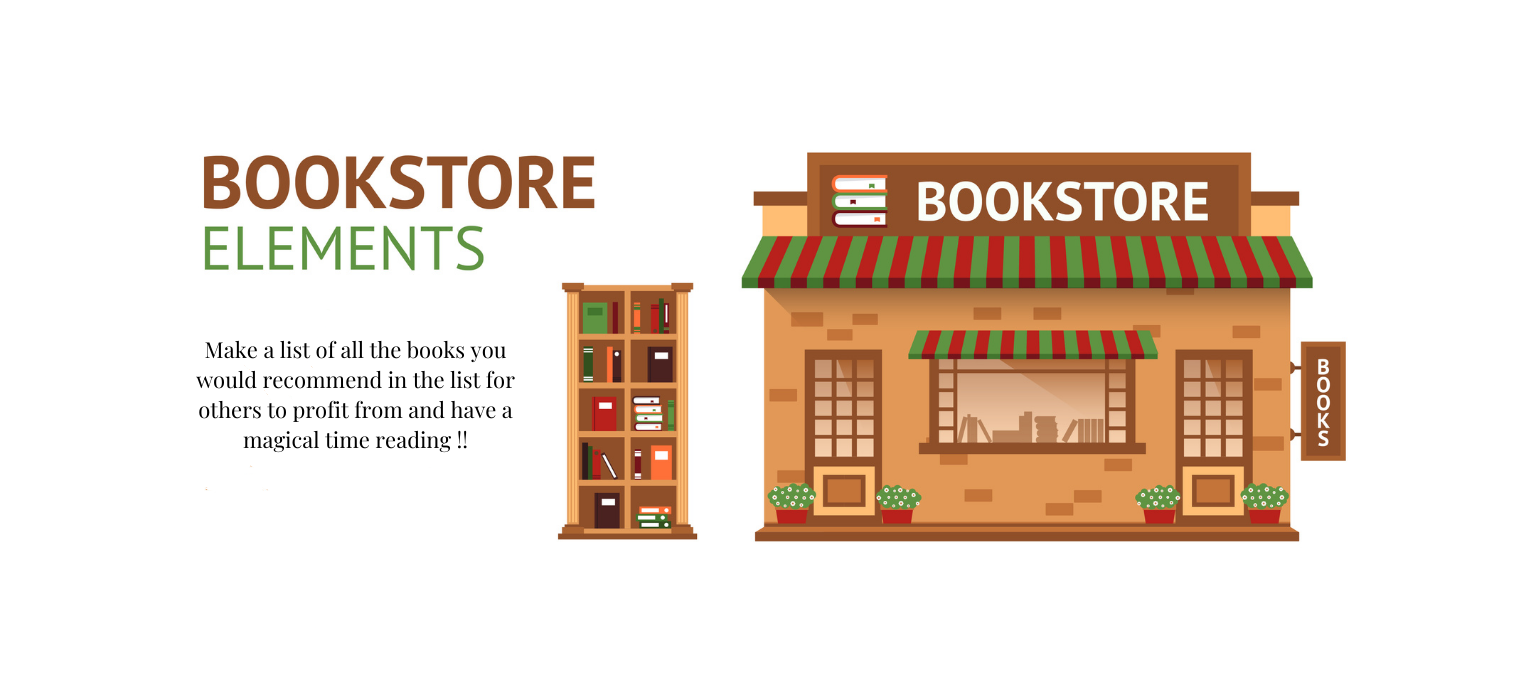 BOOKSTORE
ELEMENTS
Make a list of all the books you
would recommend in the list for
others to profit from and have a
magical time reading !!
BOOKSTORE
BOOKS